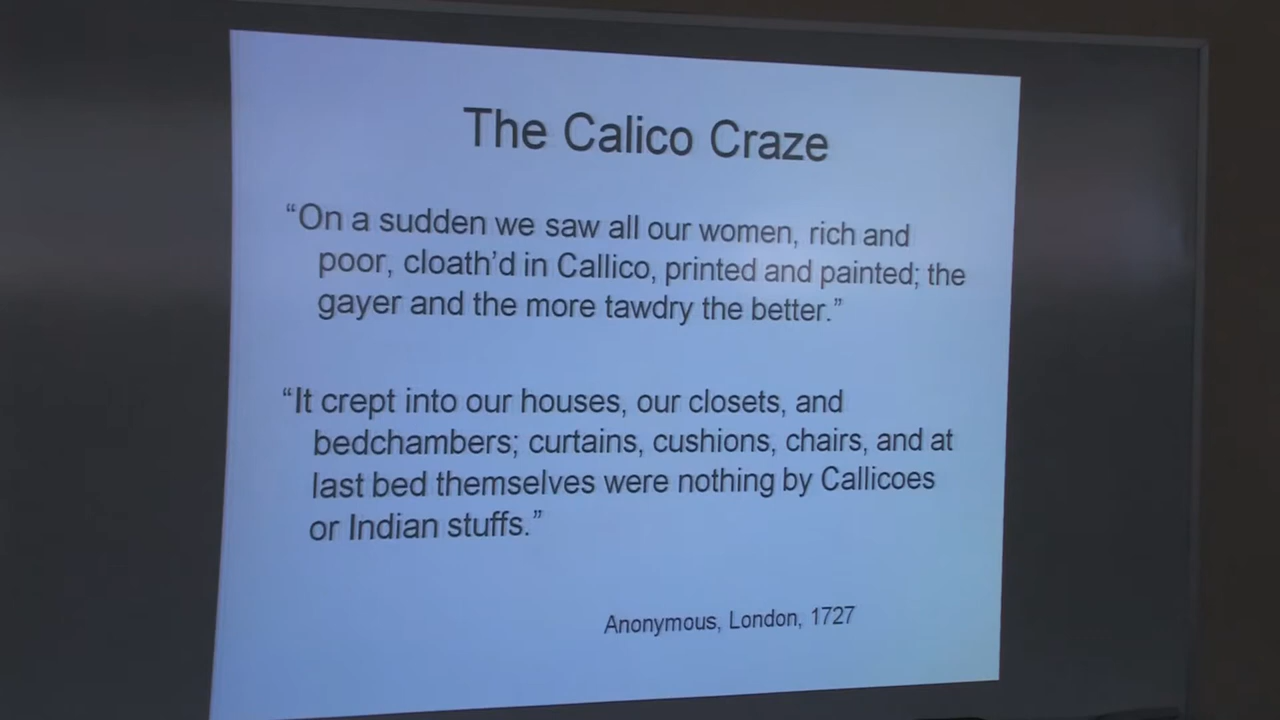 The Calico Craze
“On a sudden we saw all our women, rich and
poor, cloath’d in Callico, printed and painted; the
gayer and the more tawdry the better.”
“It crept into our houses, our closets, and
bedchambers; curtains, cushions, chairs, and at
last bed themselves were nothing by Callicoes
or Indian stuffs.”
Anonymous, London, 1727